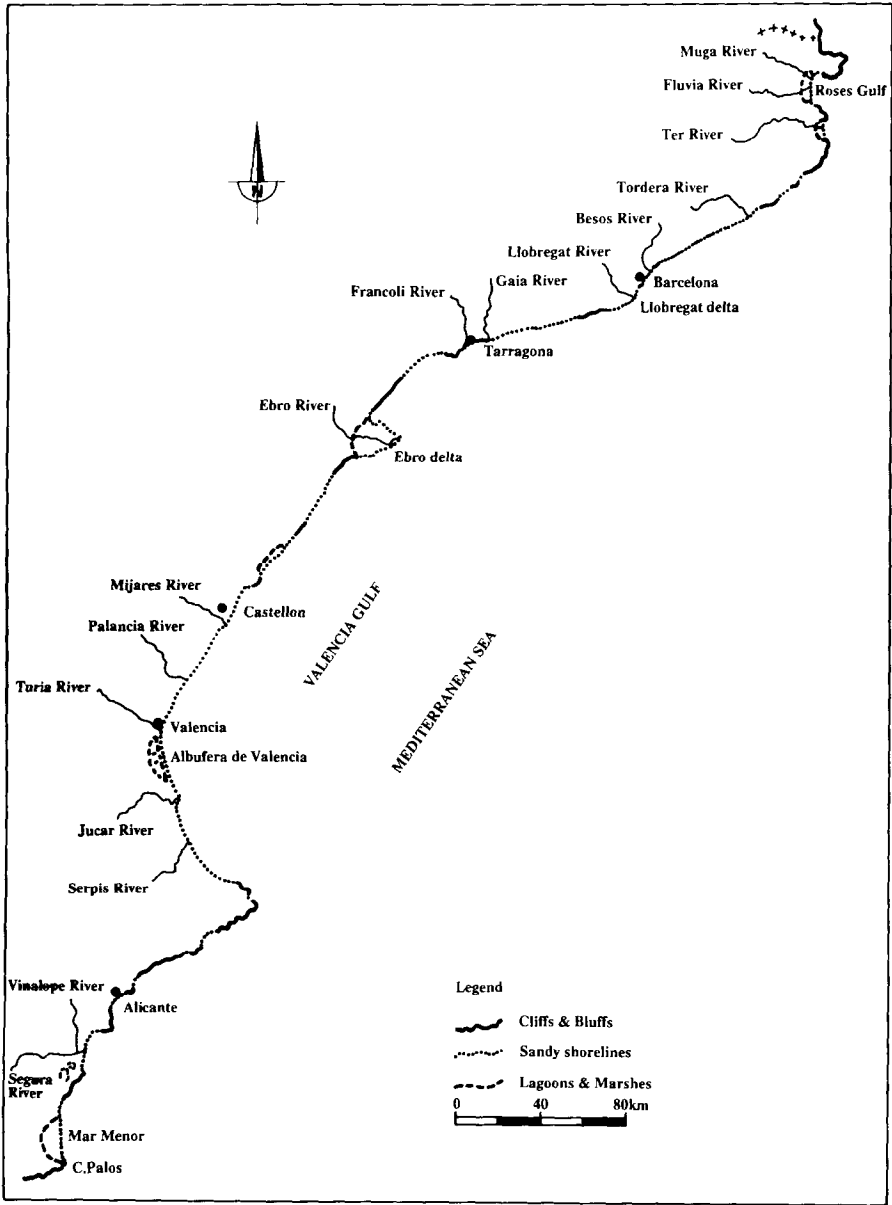 Muga River
Fluvia River
Roses Gulf
Ter River
N
Tordera River
Besos River
Llobregat River
Barcelona
Gaia River
Francoli River
Llobregat delta
Tarragona
Ebro River
Ebro delta
Mijares River
Castellon
Palancia River
VALENCIA GULF
MEDITERRANEAN SEA
Turia River
Valencia
Albufera de Valencia
Jucar River
Serpis River
Vinalope River
Alicante
Segura
River
Mar Menor
C.Palos
Legend
Cliffs & Bluffs
Sandy shorelines
Lagoons & Marshes
0 40 80km